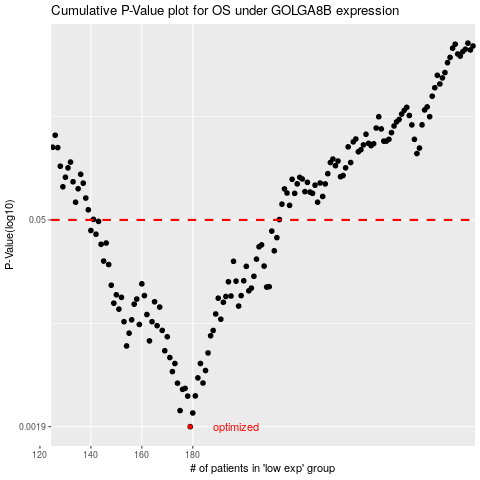 Cumulative P-Value plot for OS under GOLGA8B expression
P-Value(log10)
0.05
0.0019
optimized
120 140 160 180
# of patients in 'low exp' group